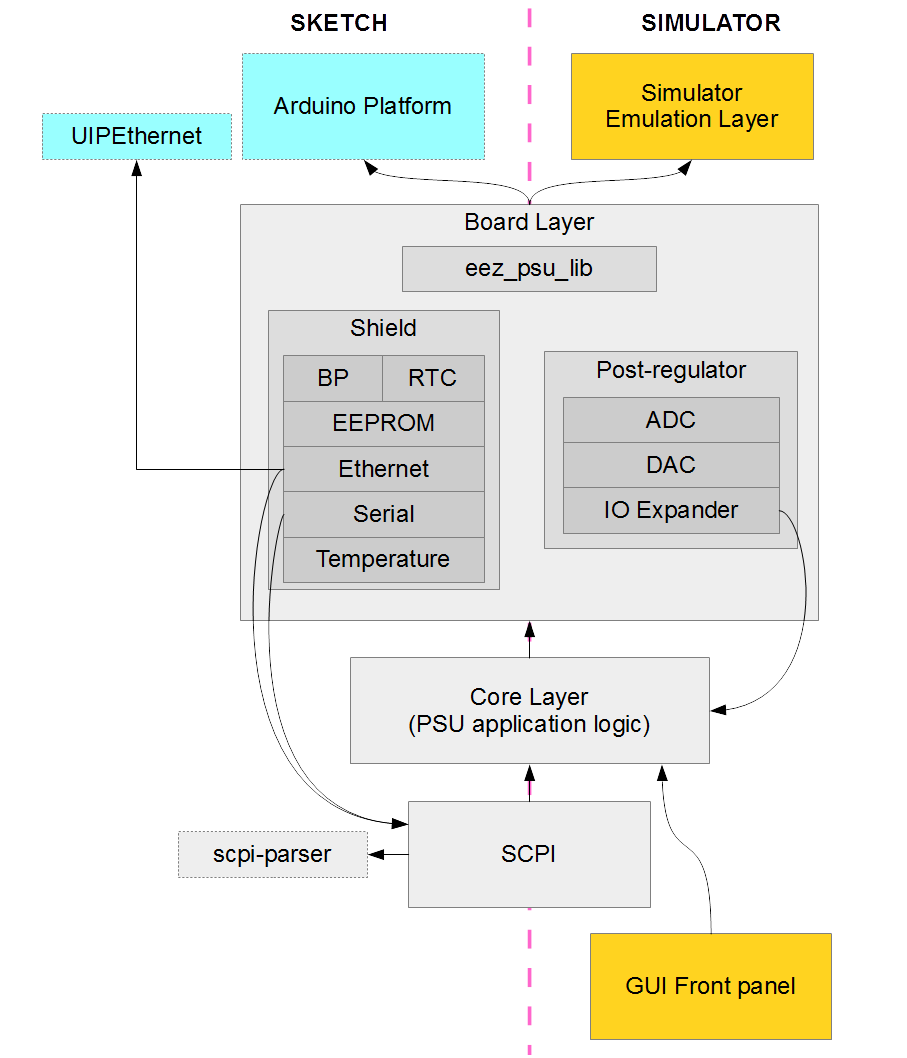 SKETCH
SIMULATOR
Arduino Platform
Simulator
Emulation Layer
UIPEthernet
Board Layer
eez_psu_lib
Shield
BP
RTC
EEPROM
Ethernet
Serial
Temperature
Post-regulator
ADC
DAC
IO Expander
Core Layer
(PSU application logic)
SCPI
scpi-parser
GUI Front panel